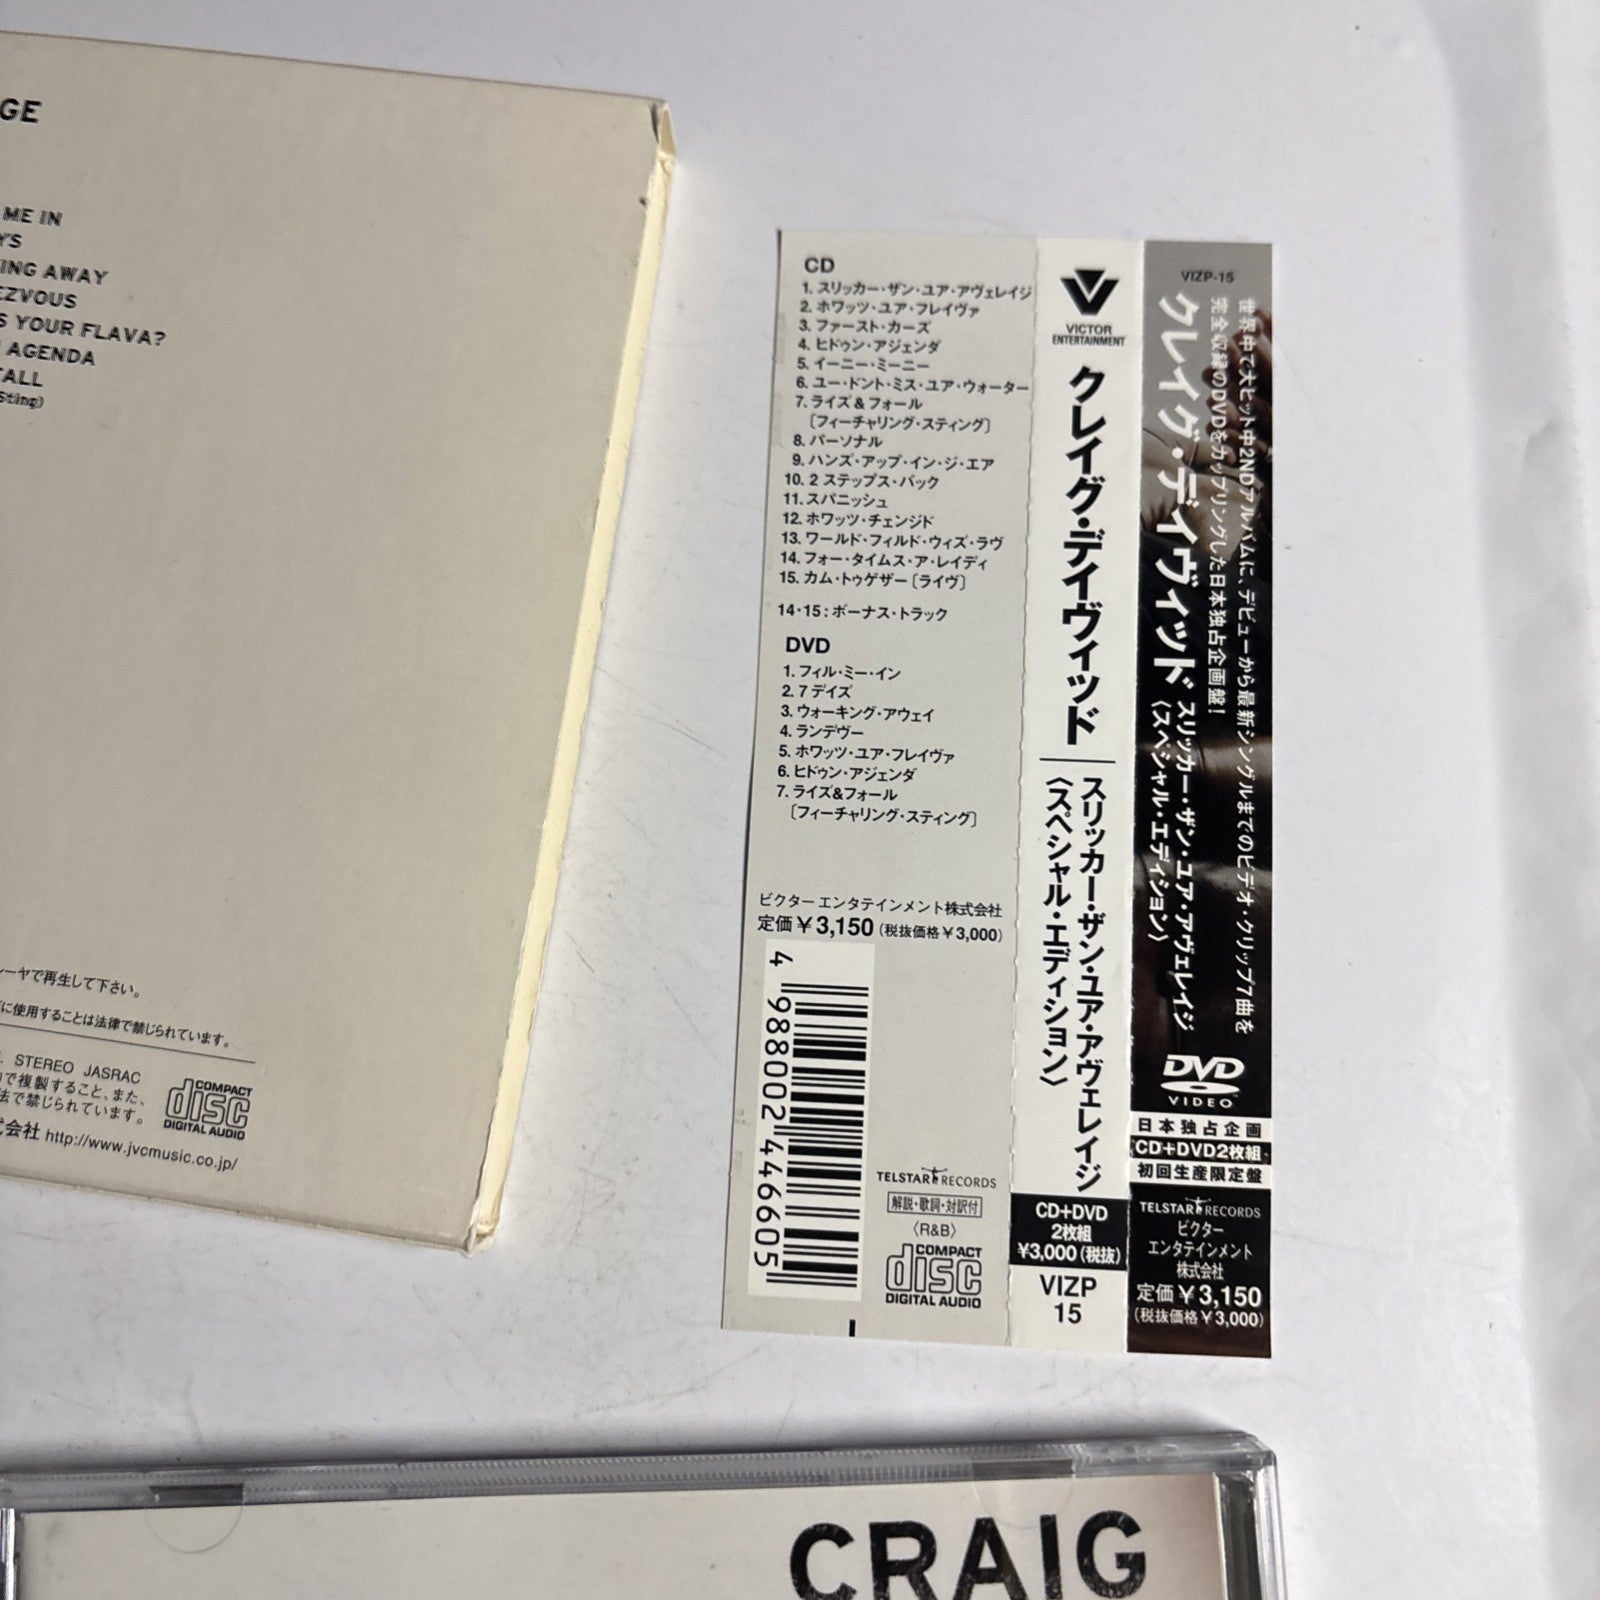 GE
ME IN
YS
ING AWAY
EZVOUS
S YOUR FLAVA?
AGENDA
FALL
Sting)
レーヤで再生して下さい。
に使用することは法律で禁じられています。
STEREO JASRAC
で複製すること、また、
法で禁じられています。
COMPACT
disc
DIGITAL AUDIO
式会社 http://www.jvcmusic.co.jp/
CD
1. スリッカー・ザン・ユア・アヴェレイジ
2. ホワッツ・ユア・フレイヴァ
3. ファースト・カーズ
4. ヒドゥン・アジェンダ
5. イーニー・ミーニー
6. ユー・ドント・ミス・ユア・ウォーター
7. ライズ&フォール
[フィーチャリング・スティング]
8. パーソナル
9. ハンズ・アップ・イン・ジ・エア
10. 2 ステップス・バック
11. スパニッシュ
12. ホワッツ・チェンジド
13. ワールド・フィルド・ウィズ・ラヴ
14. フォー・タイムス・ア・レイディ
15. カム・トゥゲザー[ライヴ]
14・15：ボーナス・トラック
DVD
1. フィル・ミー・イン
2. 7 デイズ
3. ウォーキング・アウェイ
4. ランデヴー
5. ホワッツ・ユア・フレイヴァ
6. ヒドゥン・アジェンダ
7. ライズ&フォール
[フィーチャリング・スティング]
ビクター エンタテインメント株式会社
定価￥3,150 (税抜価格￥3,000)
4 988002 446605
TELSTAR RECORDS
解説・歌詞・対訳付
〈R&B〉
COMPACT
disc
DIGITAL AUDIO
VICTOR
ENTERTAINMENT
クレイグ・デイヴィッド
スリッカー・ザン・ユア・アヴェレイジ
〈スペシャル・エディション〉
CD+DVD
2枚組
￥3,000(税抜)
VIZP
15
VIZP-15
世界中で大ヒット中2NDアルバムに、デビューから最新シングルまでのビデオ・クリップ7曲を
完全収録のDVDをカップリングした日本独占企画盤!
クレイグ・デイヴィッド
スリッカー・ザン・ユア・アヴェレイジ
〈スペシャル・エディション〉
DVD
VIDEO
日本独占企画
CD+DVD2枚組
初回生産限定盤
TELSTAR RECORDS
ビクター
エンタテインメント
株式会社
定価￥3,150
(税抜価格￥3,000)
CRAIG